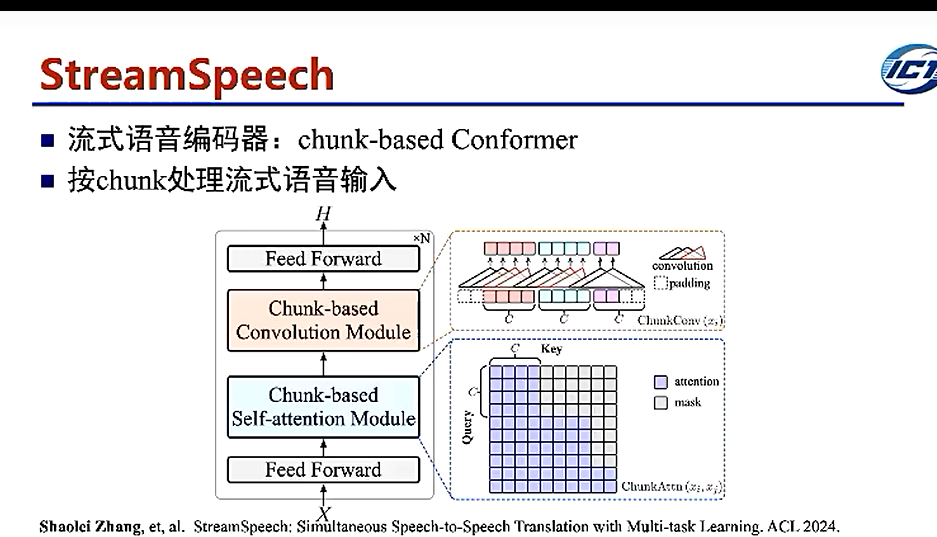 StreamSpeech
ICT
流式语音编码器：chunk-based Conformer
按chunk处理流式语音输入
H
×N
Feed Forward
Chunk-based
Convolution Module
Chunk-based
Self-attention Module
Feed Forward
X
convolution
padding
C C C
ChunkConv (x_i)
C Key
C
Query
attention
mask
ChunkAttn (x_i, x_j)
Shaolei Zhang, et, al. StreamSpeech: Simultaneous Speech-to-Speech Translation with Multi-task Learning. ACL 2024.